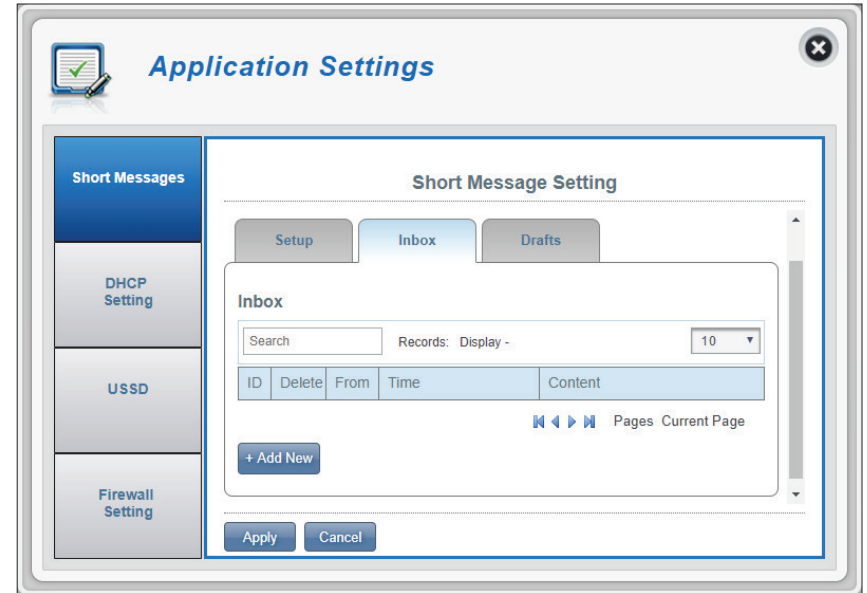 Application Settings
Short Messages
DHCP
Setting
USSD
Firewall
Setting
Short Message Setting
Setup Inbox Drafts
Inbox
Search Records: Display - 10
ID Delete From Time Content
Pages Current Page
+ Add New
Apply Cancel